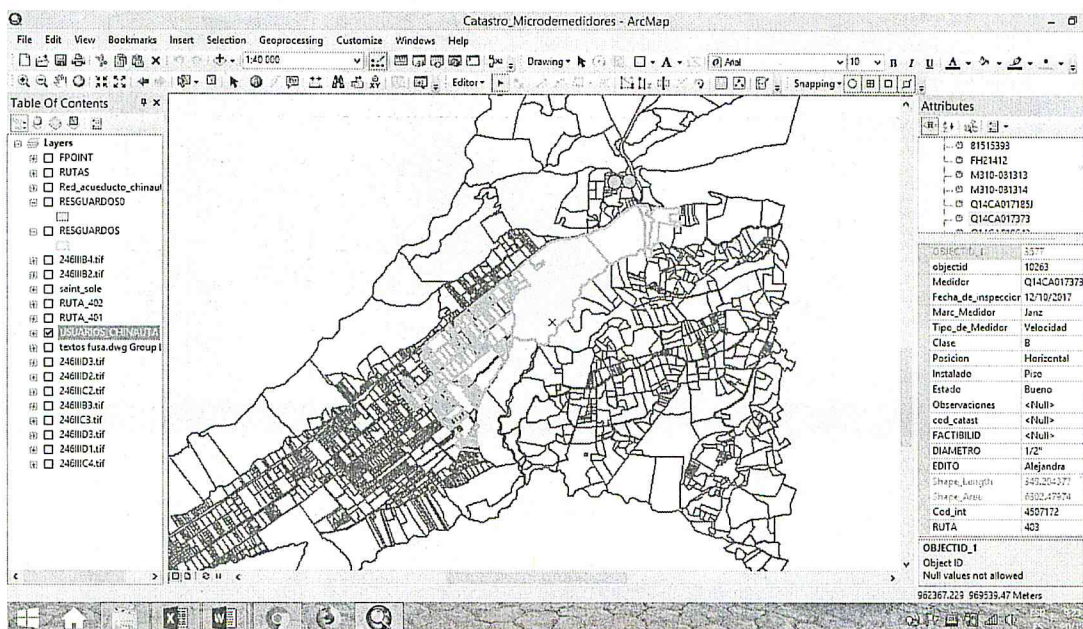 Catastro_Microdemedidores - ArcMap
File Edit View Bookmarks Insert Selection Geoprocessing Customize Windows Help
1:40 000
Drawing
Arial
10
B I U A
Editor
Snapping
Table Of Contents
Layers
FPOINT
RUTAS
Red_acueducto_chinaut
RESGUARDOS0
RESGUARDOS
246IIIB4.tif
246IIIB2.tif
saint_sole
RUTA_402
RUTA_401
USUARIOS_CHINAUTA
textos fusa.dwg Group L
246IIID3.tif
246IIID2.tif
246IIIC2.tif
246IIIB3.tif
246IIC3.tif
246IIID3.tif
246IIID1.tif
246IIIC4.tif
Attributes
81515393
FH21412
M310-031313
M310-031314
Q14CA017185J
Q14CA017373
OBJECTID_1 3377
objectid 10263
Medidor Q14CA017373
Fecha_de_inspeccior 12/10/2017
Marc_Medidor Janz
Tipo_de_Medidor Velocidad
Clase B
Posicion Horizontal
Instalado Piso
Estado Bueno
Observaciones <Null>
cod_catast <Null>
FACTIBILID <Null>
DIAMETRO 1/2"
EDITO Alejandra
Shape_Length
Shape_Area 6302.47974
Cod_int 4507172
RUTA 403
OBJECTID_1
Object ID
Null values not allowed
962367.229 969539.47 Meters